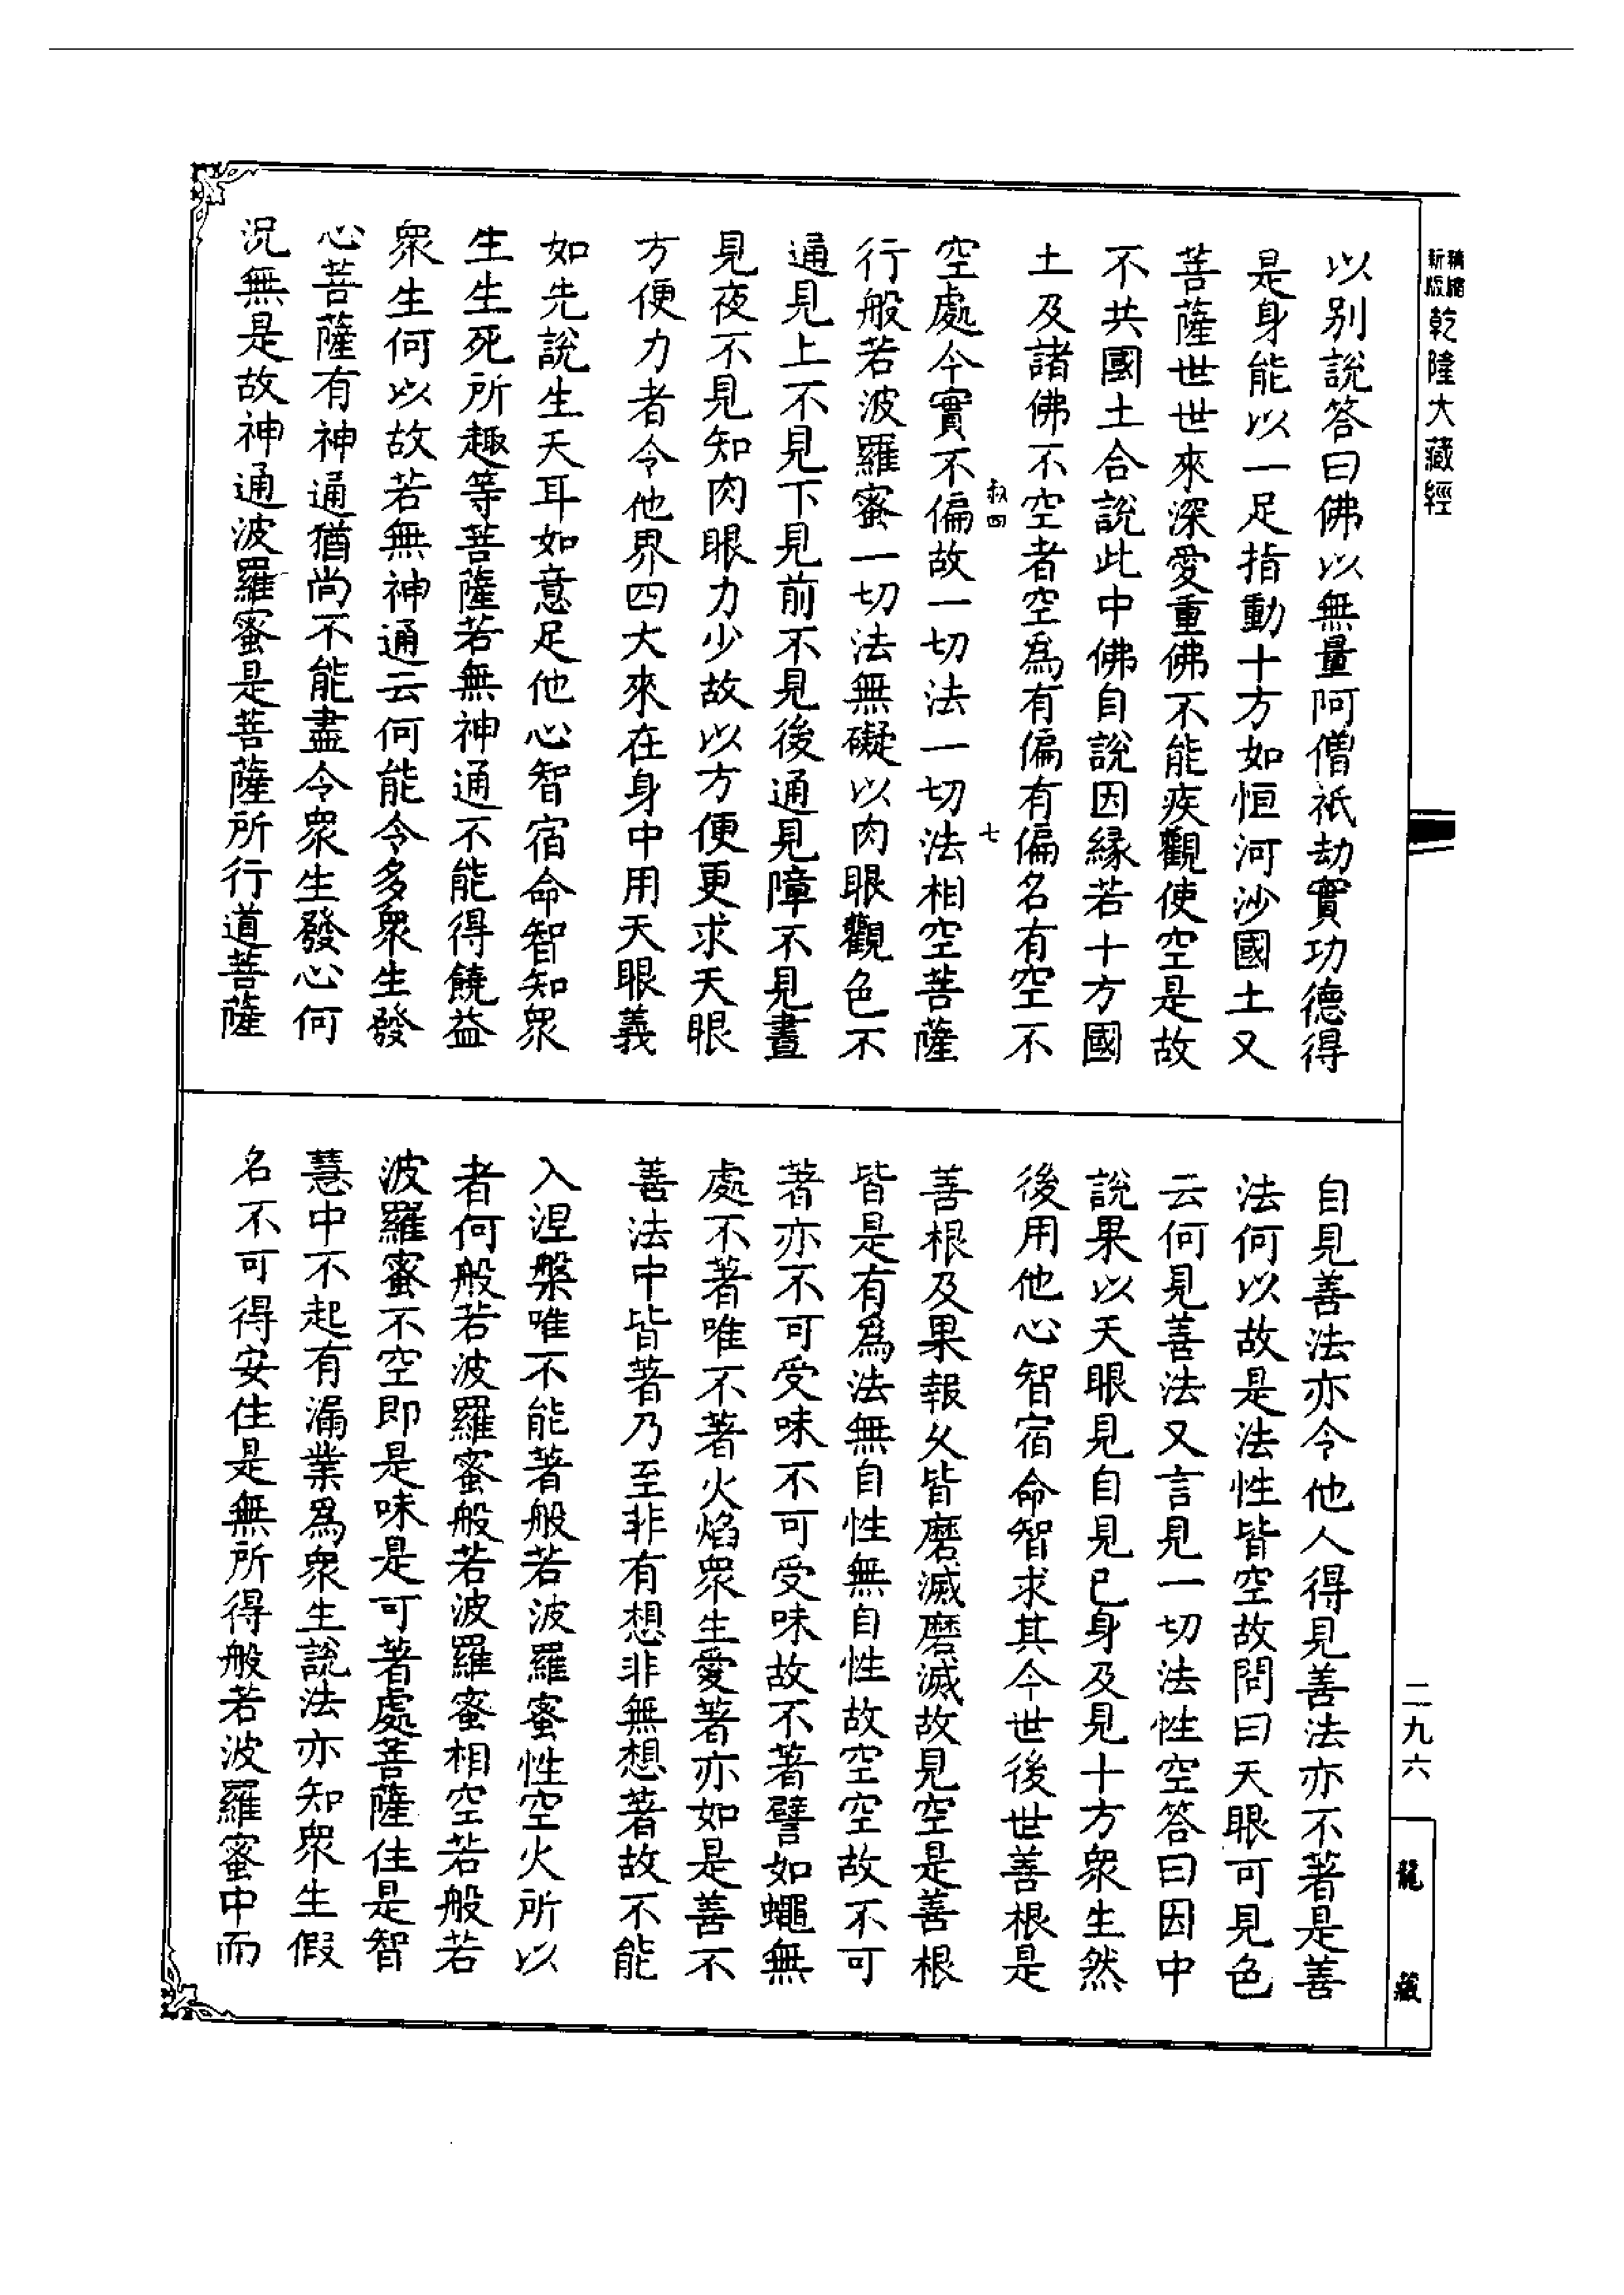 精縮新版乾隆大藏經
以別說答曰佛以無量阿僧祇劫實功德得
是身能以一足指動十方如恒河沙國土又
菩薩世世來深愛重佛不能疾觀使空是故
不共國土合說此中佛自說因緣若十方國
土及諸佛不空者空爲有偏有偏名有空不
叔四 七
空處今實不偏故一切法一切法相空菩薩
行般若波羅蜜一切法無礙以肉眼觀色不
通見上不見下見前不見後通見障不見晝
見夜不見知肉眼力少故以方便更求天眼
方便力者令他界四大來在身中用天眼義
如先說生天耳如意足他心智宿命智知衆
生生死所趣等菩薩若無神通不能得饒益
衆生何以故若無神通云何能令多衆生發
心菩薩有神通猶尚不能盡令衆生發心何
況無是故神通波羅蜜是菩薩所行道菩薩
自見善法亦令他人得見善法亦不著是善
法何以故是法性皆空故問曰天眼可見色
云何見善法又言見一切法性空答曰因中
說果以天眼見自見已身及見十方衆生然
後用他心智宿命智求其今世後世善根是
善根及果報久皆磨滅磨滅故見空是善根
皆是有爲法無自性無自性故空空故不可
著亦不可受味不可受味故不著譬如蠅無
處不著唯不著火焰衆生愛著亦如是善不
善法中皆著乃至非有想非無想著故不能
入涅槃唯不能著般若波羅蜜性空火所以
者何般若波羅蜜般若波羅蜜相空若般若
波羅蜜不空即是味是可著處菩薩住是智
慧中不起有漏業爲衆生說法亦知衆生假
名不可得安住是無所得般若波羅蜜中而
二九六
龍藏